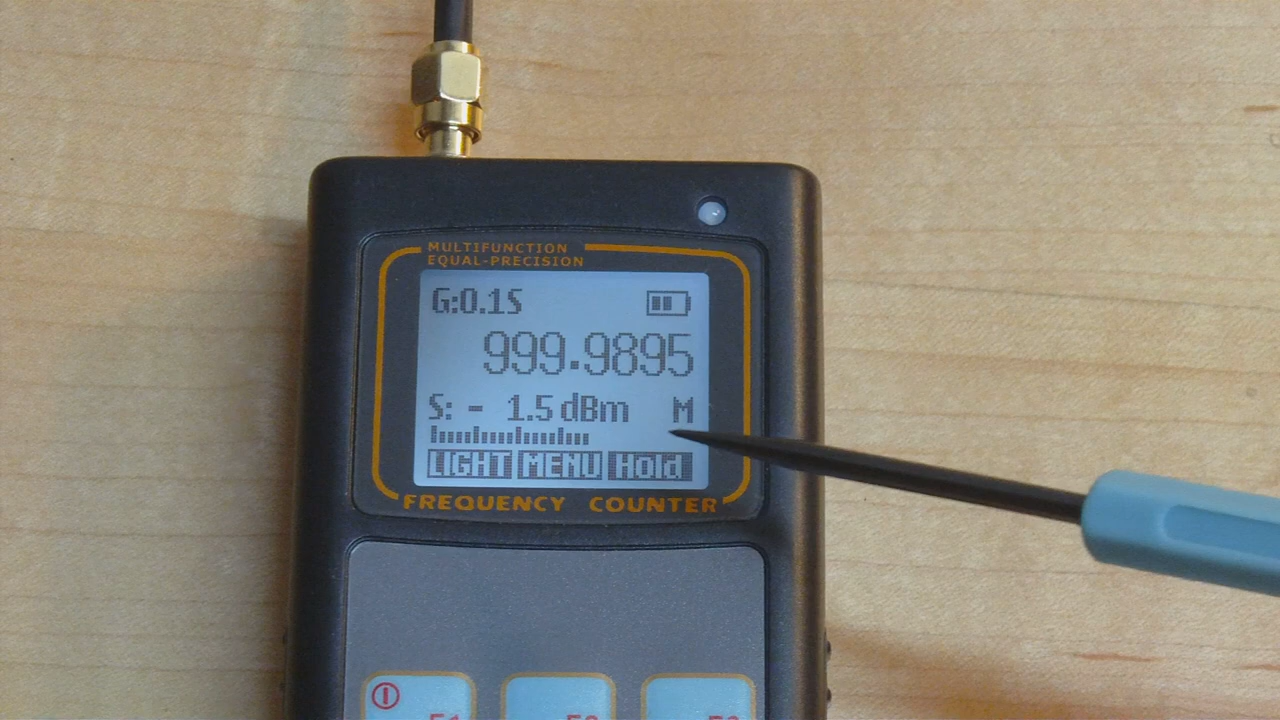 MULTIFUNCTION
EQUAL-PRECISION
G:0.1S
999.9895
S: - 1.5 dBm M
LIGHT MENU Hold
FREQUENCY COUNTER